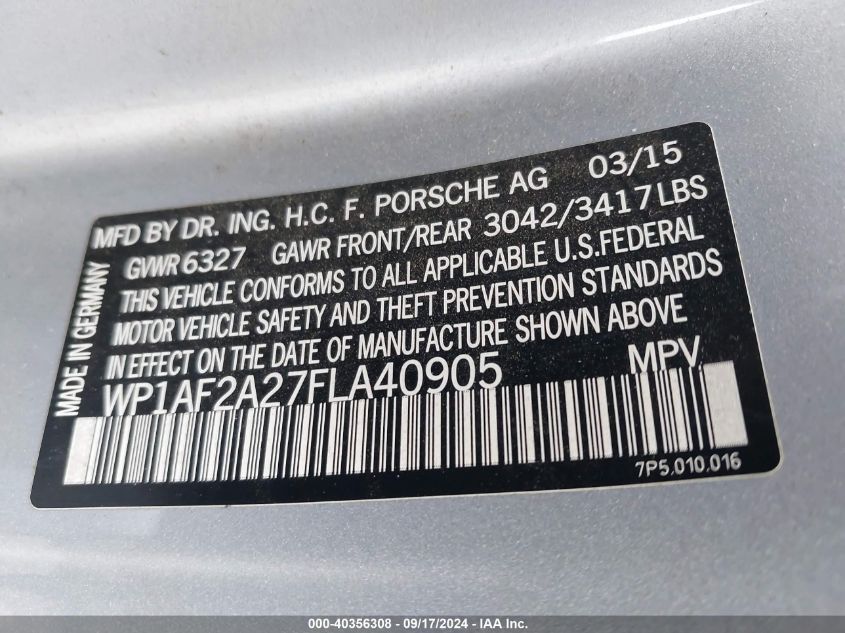 MFD BY DR. ING. H.C. F. PORSCHE AG 03/15
GVWR 6327 GAWR FRONT/REAR 3042/3417 LBS
THIS VEHICLE CONFORMS TO ALL APPLICABLE U.S.FEDERAL
MOTOR VEHICLE SAFETY AND THEFT PREVENTION STANDARDS
IN EFFECT ON THE DATE OF MANUFACTURE SHOWN ABOVE
WP1AF2A27FLA40905 MPV
MADE IN GERMANY
7P5.010.016
000-40356308 - 09/17/2024 - IAA Inc.